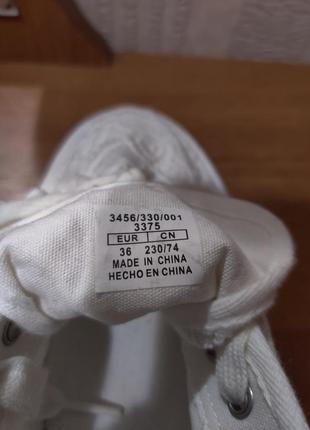 3456/330/001
3375
EUR CN
36 230/74
MADE IN CHINA
HECHO EN CHINA